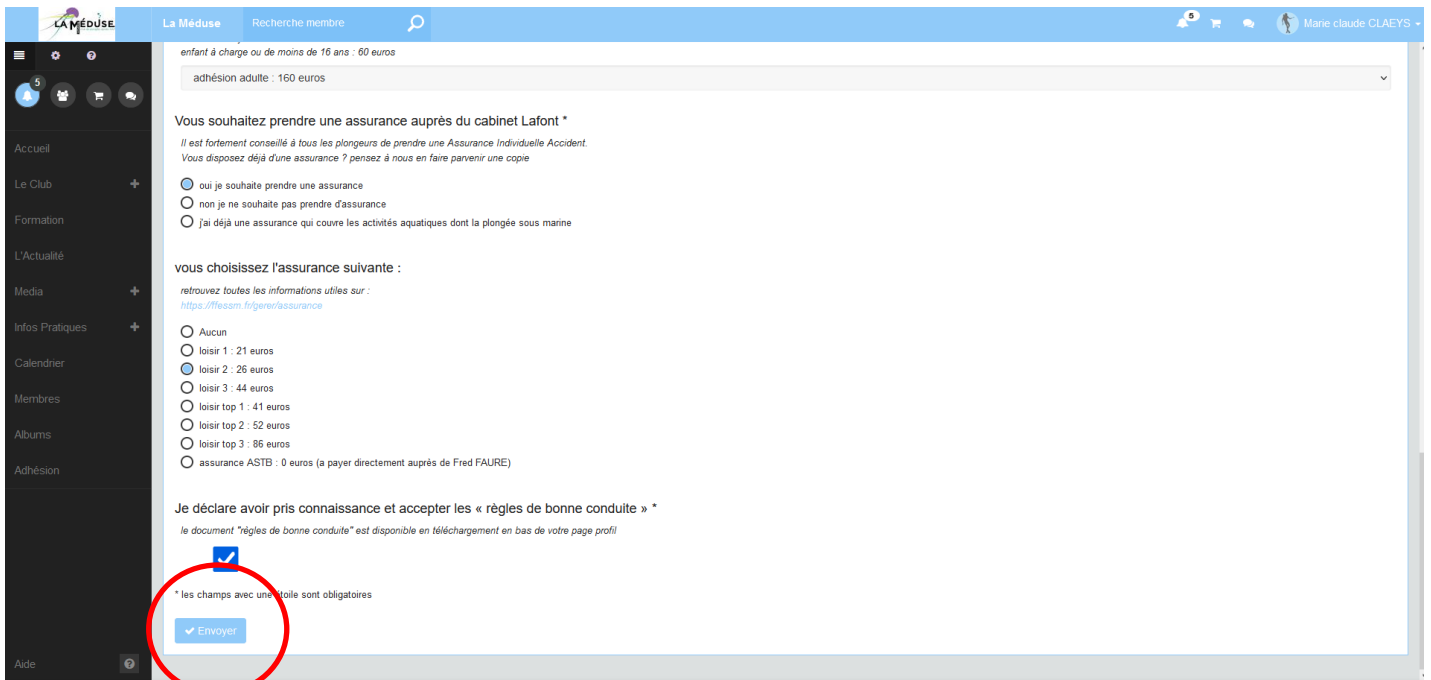 LA MÉDUSE
La Méduse
Recherche membre
5
Marie claude CLAEYS
5
Accueil
Le Club
Formation
L'Actualité
Media
Infos Pratiques
Calendrier
Membres
Albums
Adhésion
Aide
enfant à charge ou de moins de 16 ans : 60 euros
adhésion adulte : 160 euros
Vous souhaitez prendre une assurance auprès du cabinet Lafont *
Il est fortement conseillé à tous les plongeurs de prendre une Assurance Individuelle Accident.
Vous disposez déjà d'une assurance ? pensez à nous en faire parvenir une copie
oui je souhaite prendre une assurance
non je ne souhaite pas prendre d'assurance
j'ai déjà une assurance qui couvre les activités aquatiques dont la plongée sous marine
vous choisissez l'assurance suivante :
retrouvez toutes les informations utiles sur :
https://ffessm.fr/gerer/assurance
Aucun
loisir 1 : 21 euros
loisir 2 : 26 euros
loisir 3 : 44 euros
loisir top 1 : 41 euros
loisir top 2 : 52 euros
loisir top 3 : 86 euros
assurance ASTB : 0 euros (a payer directement auprès de Fred FAURE)
Je déclare avoir pris connaissance et accepter les « règles de bonne conduite » *
le document "règles de bonne conduite" est disponible en téléchargement en bas de votre page profil
* les champs avec une étoile sont obligatoires
Envoyer